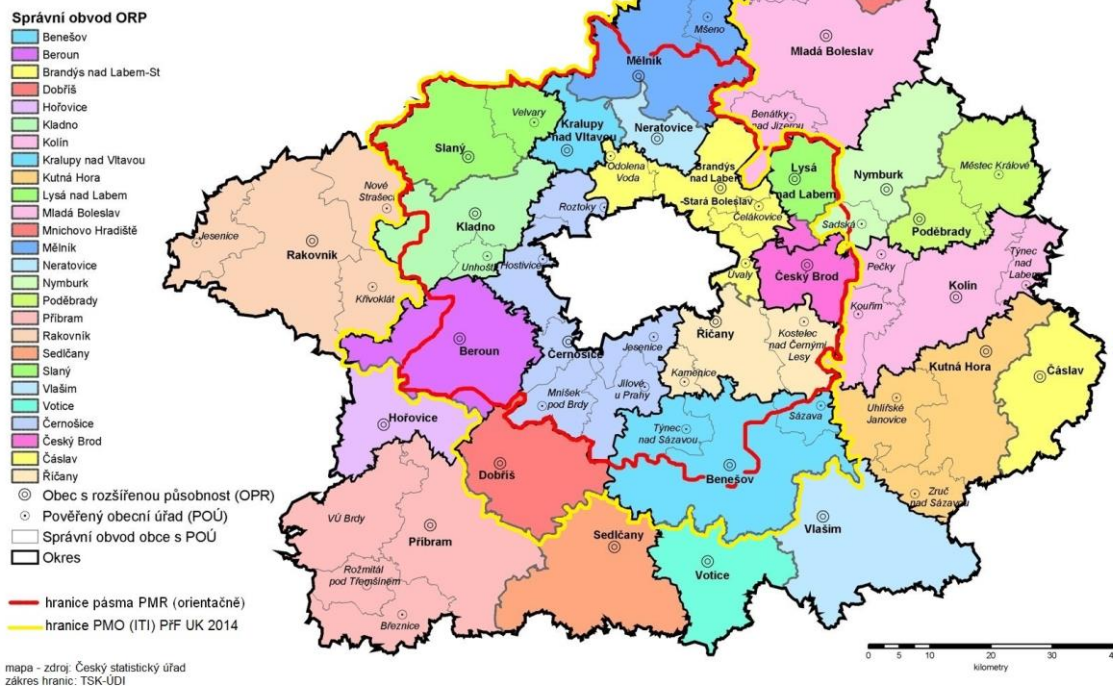 Správní obvod ORP
Benešov
Beroun
Brandýs nad Labem-St
Dobříš
Hořovice
Kladno
Kolín
Kralupy nad Vltavou
Kutná Hora
Lysá nad Labem
Mladá Boleslav
Mnichovo Hradiště
Mělník
Neratovice
Nymburk
Poděbrady
Příbram
Rakovník
Sedlčany
Slaný
Vlašim
Votice
Černošice
Český Brod
Čáslav
Říčany
Obec s rozšířenou působnost (OPR)
Pověřený obecní úřad (POÚ)
Správní obvod obce s POÚ
Okres
hranice pásma PMR (orientačně)
hranice PMO (ITI) PřF UK 2014
mapa - zdroj: Český statistický úřad
zákres hranic: TSK-ÚDI
Mšeno
Mladá Boleslav
Mělník
Velvary
Kralupy
nad Vltavou
Neratovice
Benátky
nad Jizerou
Slaný
Odolena
Voda
Brandýs
nad Labem
-Stará Boleslav
Lysá
nad Labem
Nymburk
Městec Králové
Nové
Strašecí
Roztoky
Čelákovice
Sadská
Poděbrady
Jesenice
Rakovník
Kladno
Unhošť
Hostivice
Úvaly
Český Brod
Pečky
Týnec
nad
Labem
Kolín
Křivoklát
Kouřim
Beroun
Černošice
Jesenice
Říčany
Kostelec
nad Černými
Lesy
Kutná Hora
Čáslav
Mníšek
pod Brdy
Jílové
u Prahy
Kamenice
Hořovice
Týnec
nad Sázavou
Sázava
Uhlířské
Janovice
Dobříš
Benešov
Zruč
nad Sázavou
VÚ Brdy
Příbram
Sedlčany
Vlašim
Votice
Rožmitál
pod Třemšínem
Březnice
0 5 10 20 30
kilometry